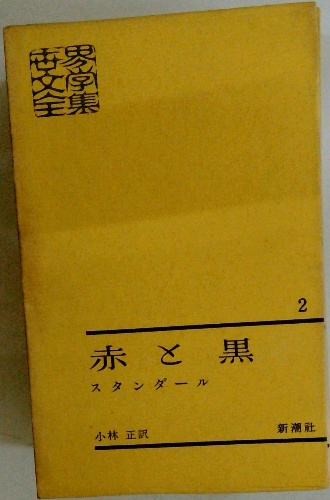 世界文学全集
2
赤と黒
スタンダール
小林 正訳
新潮社